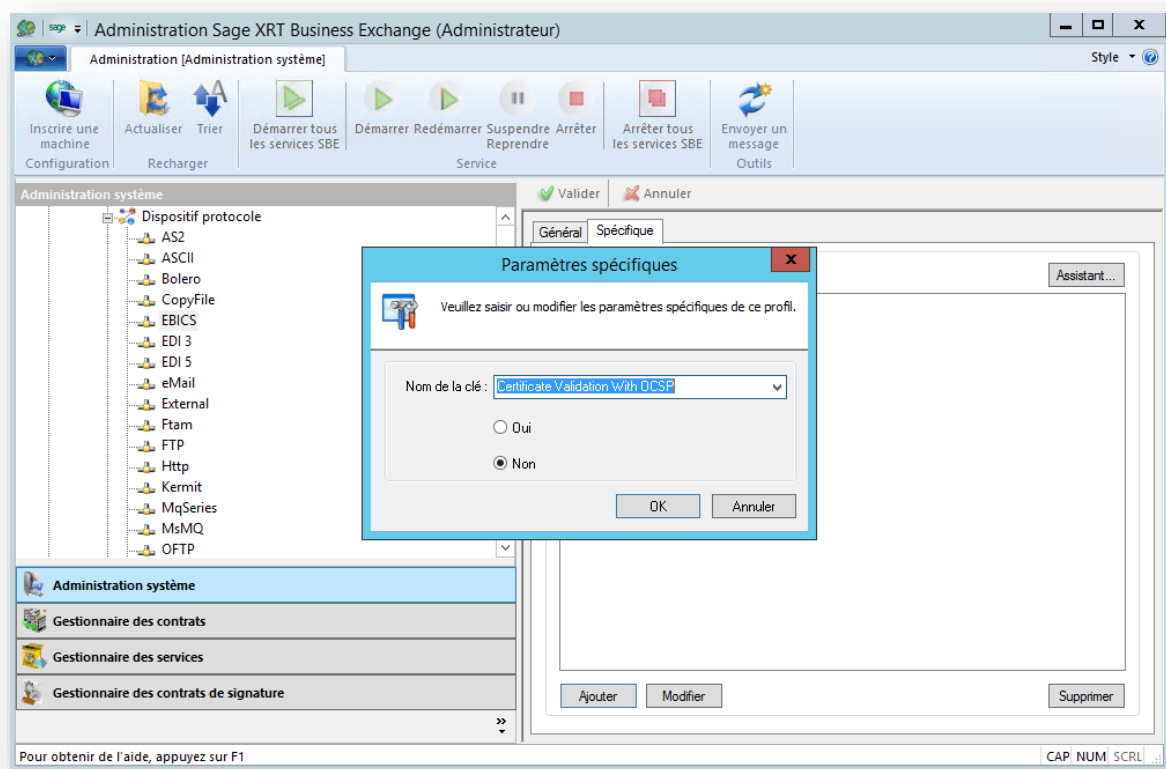 sage Administration Sage XRT Business Exchange (Administrateur)
Administration [Administration système]
Style
Inscrire une machine
Actualiser
Trier
Démarrer tous les services SBE
Démarrer
Redémarrer
Suspendre Reprendre
Arrêter
Arrêter tous les services SBE
Envoyer un message
Configuration
Recharger
Service
Outils
Administration système
Dispositif protocole
AS2
ASCII
Bolero
CopyFile
EBICS
EDI 3
EDI 5
eMail
External
Ftam
FTP
Http
Kermit
MqSeries
MsMQ
OFTP
Administration système
Gestionnaire des contrats
Gestionnaire des services
Gestionnaire des contrats de signature
Valider
Annuler
Général
Spécifique
Assistant...
Paramètres spécifiques
Veuillez saisir ou modifier les paramètres spécifiques de ce profil.
Nom de la clé : Certificate Validation With OCSP
Oui
Non
OK
Annuler
Ajouter
Modifier
Supprimer
Pour obtenir de l'aide, appuyez sur F1
CAP NUM SCRL